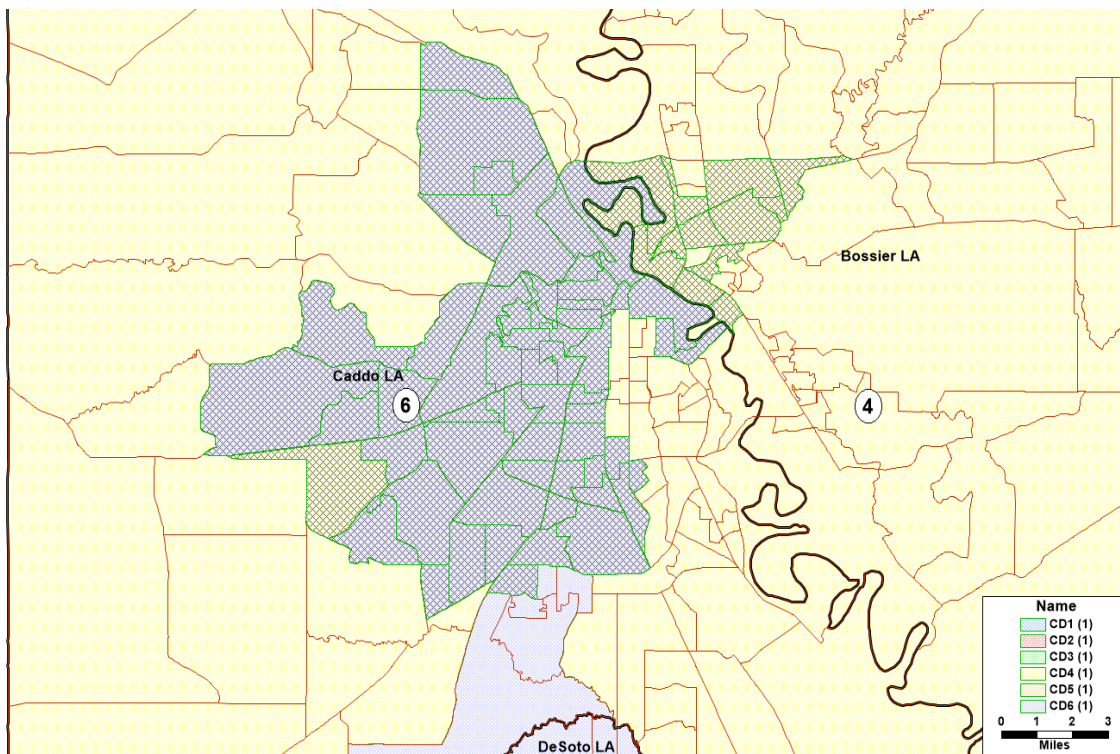 Bossier LA
Caddo LA
6
4
DeSoto LA
Name
CD1 (1)
CD2 (1)
CD3 (1)
CD4 (1)
CD5 (1)
CD6 (1)
0 1 2 3
Miles